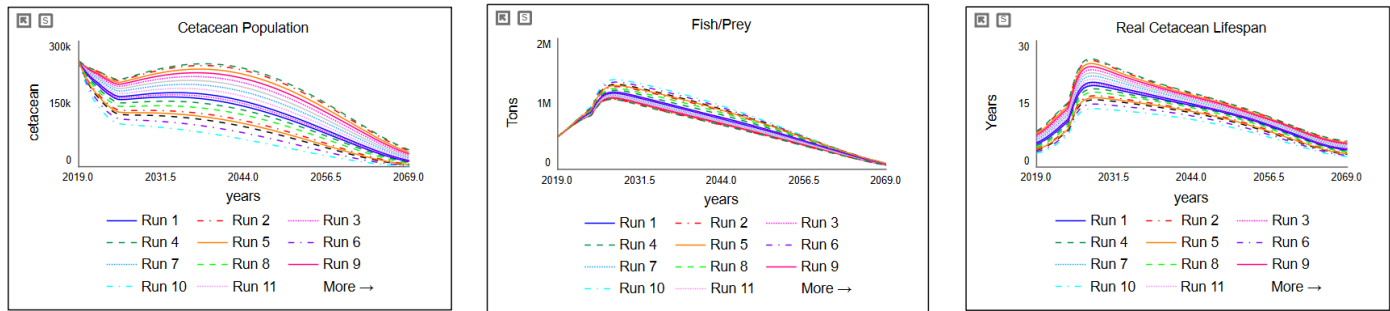 S
Cetacean Population
300k
150k
0
cetacean
2019.0 2031.5 2044.0 2056.5 2069.0
years
Run 1 Run 2 Run 3
Run 4 Run 5 Run 6
Run 7 Run 8 Run 9
Run 10 Run 11 More →
S
Fish/Prey
2M
1M
0
Tons
2019.0 2031.5 2044.0 2056.5 2069.0
years
Run 1 Run 2 Run 3
Run 4 Run 5 Run 6
Run 7 Run 8 Run 9
Run 10 Run 11 More →
S
Real Cetacean Lifespan
30
15
0
Years
2019.0 2031.5 2044.0 2056.5 2069.0
years
Run 1 Run 2 Run 3
Run 4 Run 5 Run 6
Run 7 Run 8 Run 9
Run 10 Run 11 More →